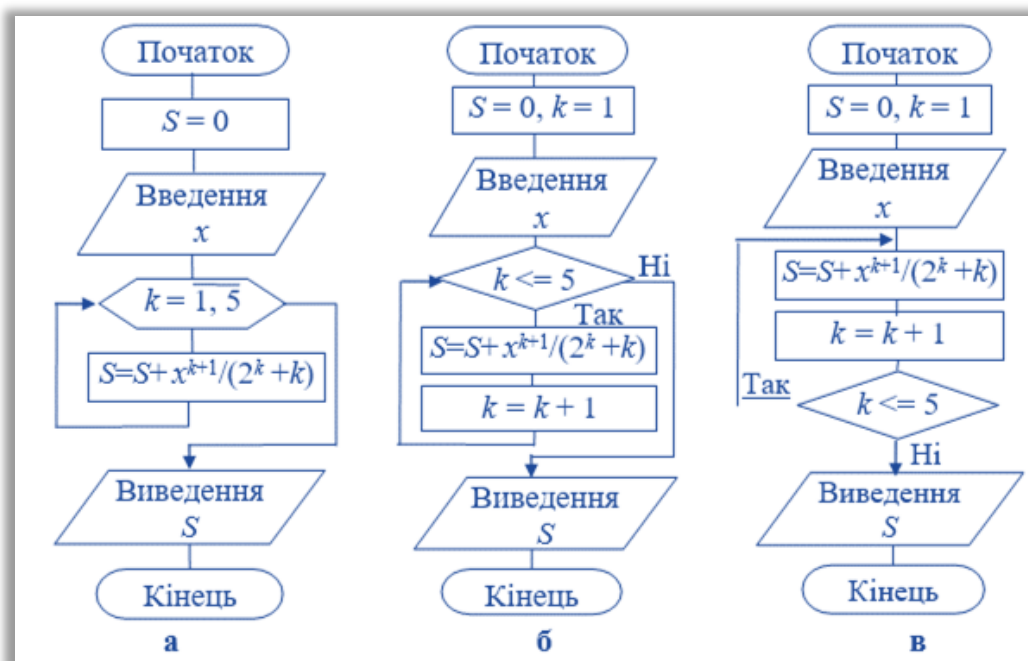 Початок
S = 0
Введення
x
k = 1, 5
S=S+ x^{k+1}/(2^k +k)
Виведення
S
Кінець
а
Початок
S = 0, k = 1
Введення
x
k <= 5
Ні
Так
S=S+ x^{k+1}/(2^k +k)
k = k + 1
Виведення
S
Кінець
б
Початок
S = 0, k = 1
Введення
x
S=S+ x^{k+1}/(2^k +k)
k = k + 1
Так
k <= 5
Ні
Виведення
S
Кінець
в